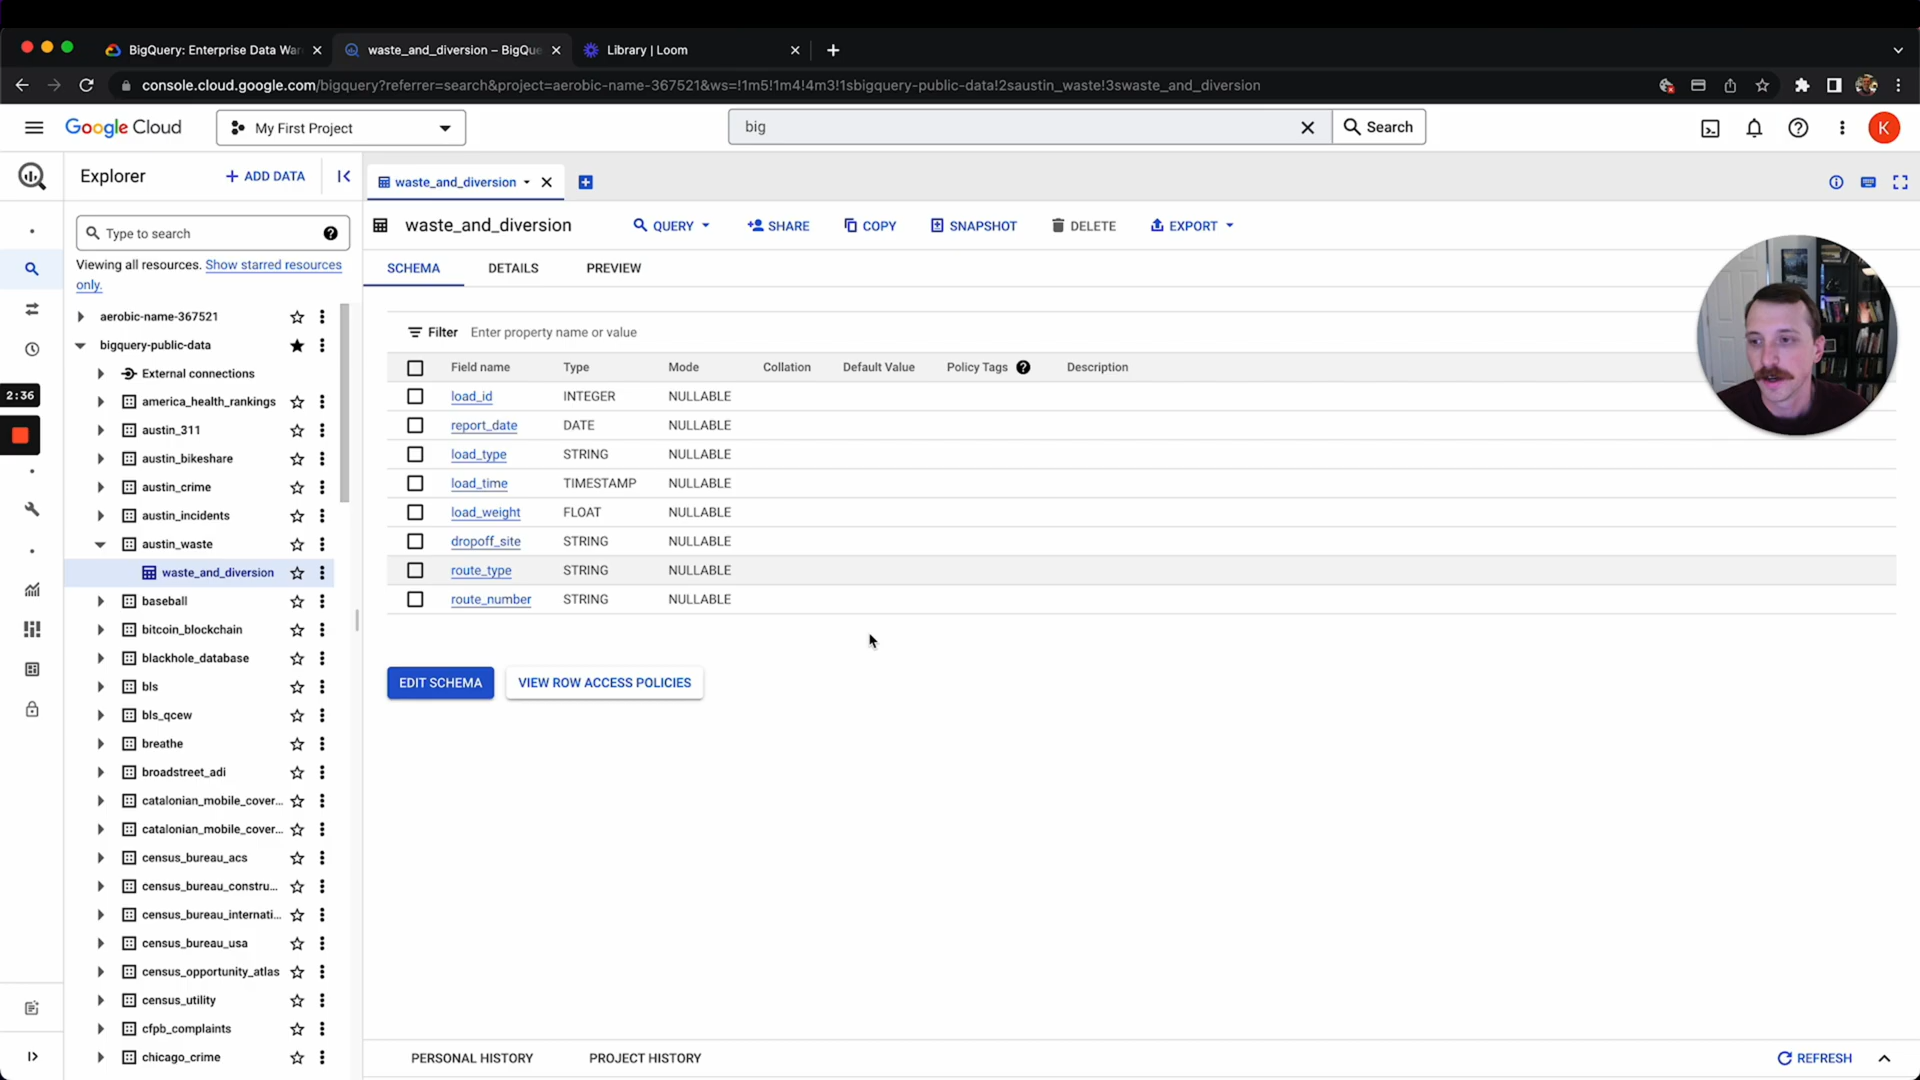 BigQuery: Enterprise Data War
waste_and_diversion – BigQue
Library | Loom
console.cloud.google.com/bigquery?referrer=search&project=aerobic-name-367521&ws=!1m5!1m4!4m3!1sbigquery-public-data!2saustin_waste!3swaste_and_diversion
Google Cloud
My First Project
big
Search
K
Explorer
+ ADD DATA
waste_and_diversion
Type to search
waste_and_diversion
QUERY
SHARE
COPY
SNAPSHOT
DELETE
EXPORT
Viewing all resources. Show starred resources
only.
SCHEMA
DETAILS
PREVIEW
aerobic-name-367521
bigquery-public-data
External connections
2:36
america_health_rankings
austin_311
austin_bikeshare
austin_crime
austin_incidents
austin_waste
waste_and_diversion
baseball
bitcoin_blockchain
blackhole_database
bls
bls_qcew
breathe
broadstreet_adi
catalonian_mobile_cover...
catalonian_mobile_cover...
census_bureau_acs
census_bureau_constru...
census_bureau_internati...
census_bureau_usa
census_opportunity_atlas
census_utility
cfpb_complaints
chicago_crime
Filter Enter property name or value
Field name Type Mode Collation Default Value Policy Tags Description
load_id INTEGER NULLABLE
report_date DATE NULLABLE
load_type STRING NULLABLE
load_time TIMESTAMP NULLABLE
load_weight FLOAT NULLABLE
dropoff_site STRING NULLABLE
route_type STRING NULLABLE
route_number STRING NULLABLE
EDIT SCHEMA
VIEW ROW ACCESS POLICIES
PERSONAL HISTORY
PROJECT HISTORY
REFRESH